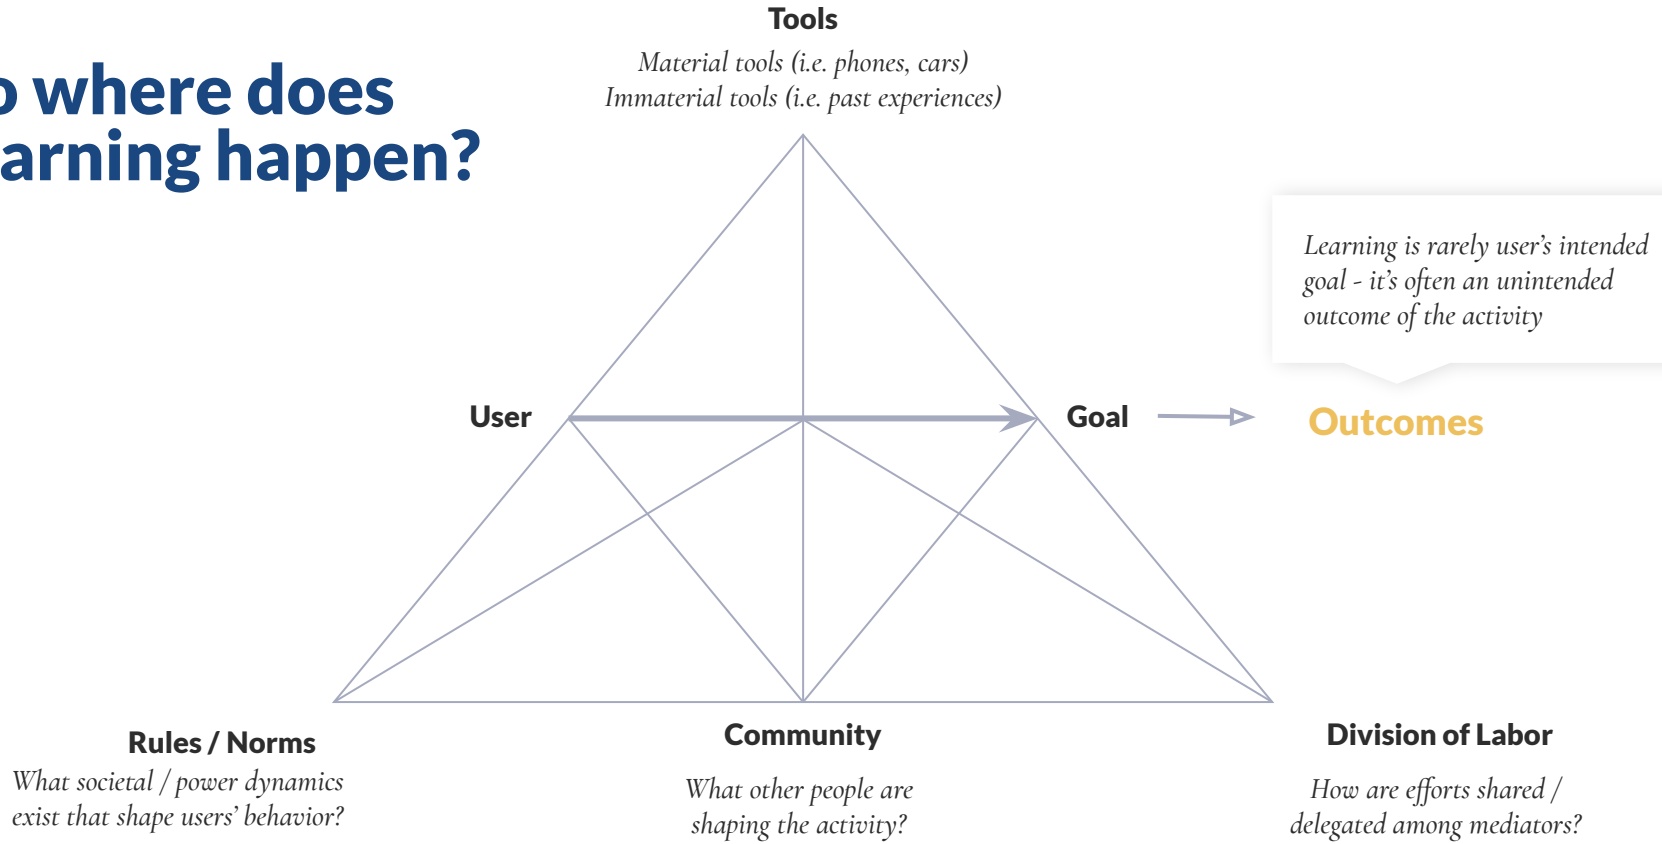 o where does
arning happen?
Tools
Material tools (i.e. phones, cars)
Immaterial tools (i.e. past experiences)
Learning is rarely user’s intended
goal - it’s often an unintended
outcome of the activity
User
Goal
Outcomes
Rules / Norms
What societal / power dynamics
exist that shape users’ behavior?
Community
What other people are
shaping the activity?
Division of Labor
How are efforts shared /
delegated among mediators?